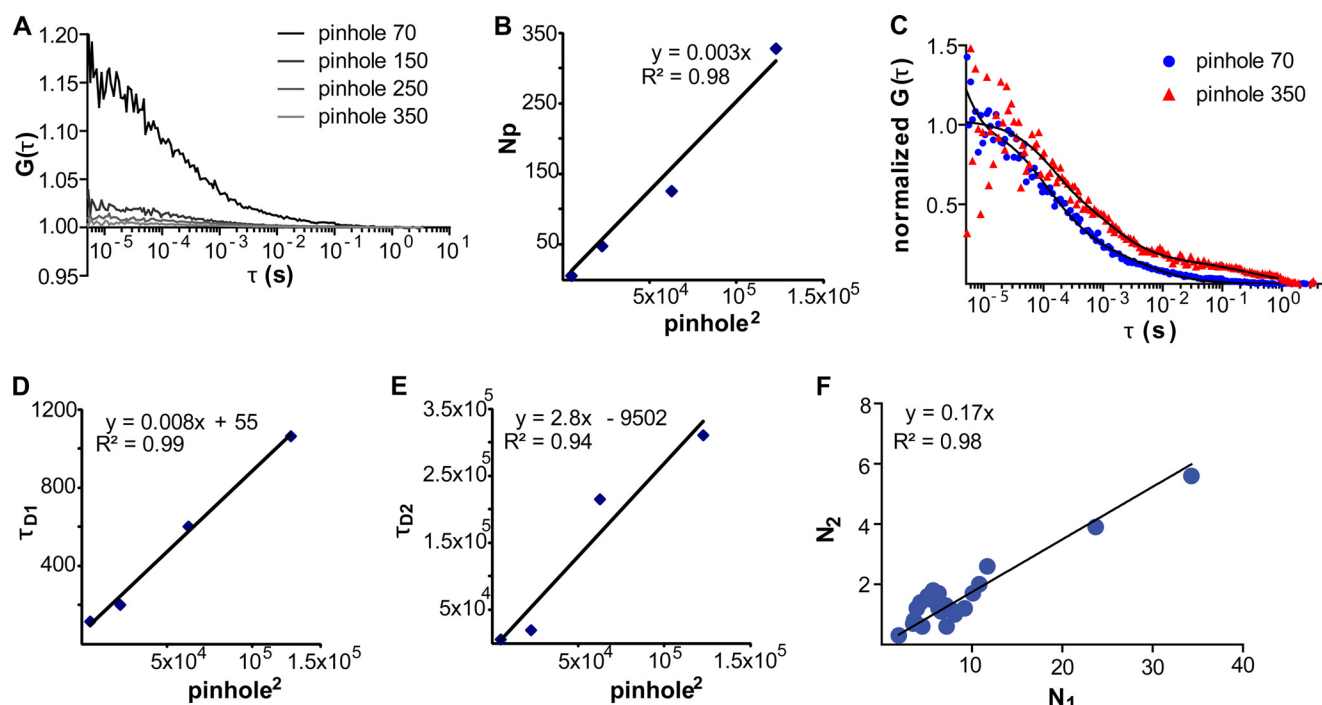 A
G(τ)
1.20
1.15
1.10
1.05
1.00
0.95
pinhole 70
pinhole 150
pinhole 250
pinhole 350
10⁻⁵ 10⁻⁴ 10⁻³ 10⁻² 10⁻¹ 10⁰ 10¹
τ (s)
B
Np
350
250
150
50
y = 0.003x
R² = 0.98
5x10⁴ 10⁵ 1.5x10⁵
pinhole²
C
normalized G(τ)
1.5
1.0
0.5
pinhole 70
pinhole 350
10⁻⁵ 10⁻⁴ 10⁻³ 10⁻² 10⁻¹ 10⁰
τ (s)
D
τD1
1200
1000
800
400
y = 0.008x + 55
R² = 0.99
5x10⁴ 10⁵ 1.5x10⁵
pinhole²
E
τD2
3.5x10⁵
2.5x10⁵
1.5x10⁵
5x10⁴
y = 2.8x - 9502
R² = 0.94
5x10⁴ 10⁵ 1.5x10⁵
pinhole²
F
N₂
8
6
4
2
y = 0.17x
R² = 0.98
10 20 30 40
N₁